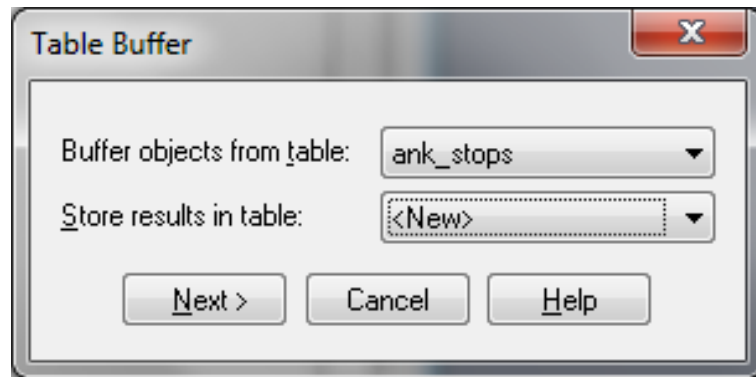 Table Buffer
Buffer objects from table: ank_stops
Store results in table: <New>
Next > Cancel Help